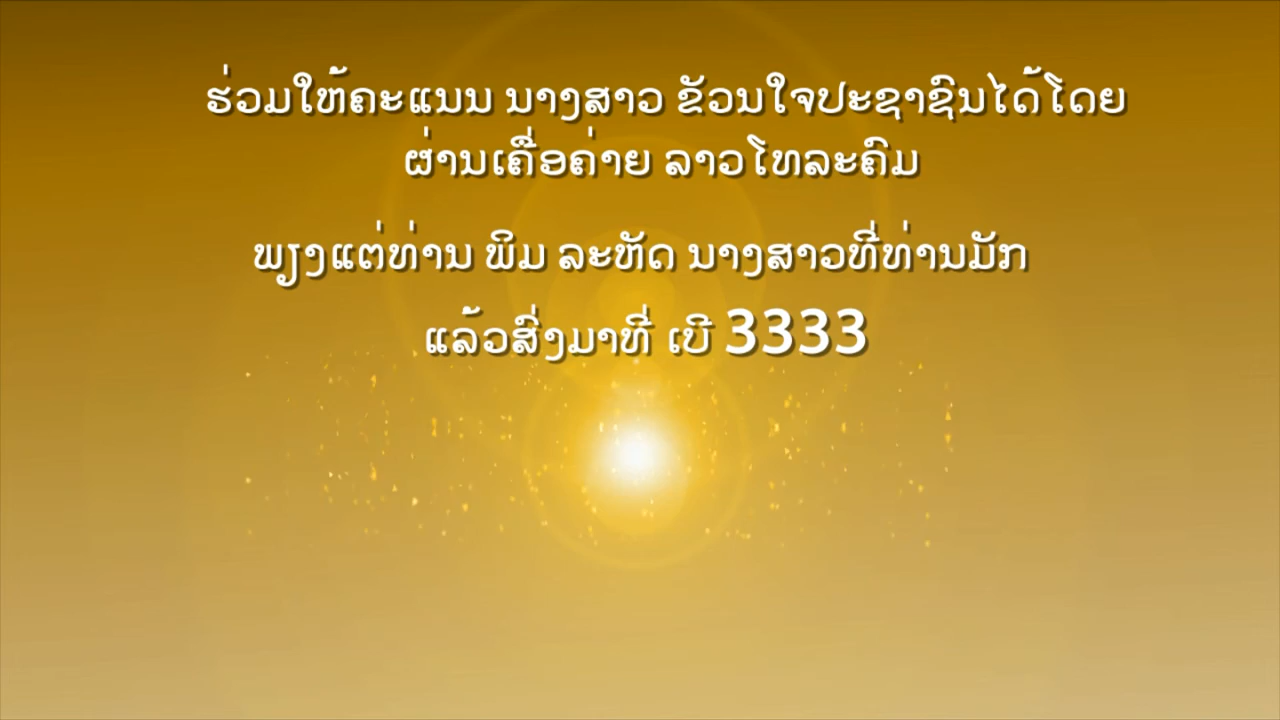 ຮ່ວມໃຫ້ຄະແນນ ນາງສາວ ຂັວນໃຈປະຊາຊົນໄດ້ໂດຍ
ຜ່ານເຄື່ອຄ່າຍ ລາວໂທລະຄົມ
ພຽງແຕ່ທ່ານ ພິມ ລະຫັດ ນາງສາວທີ່ທ່ານມັກ
ແລ້ວສົ່ງມາທີ່ ເບີ 3333